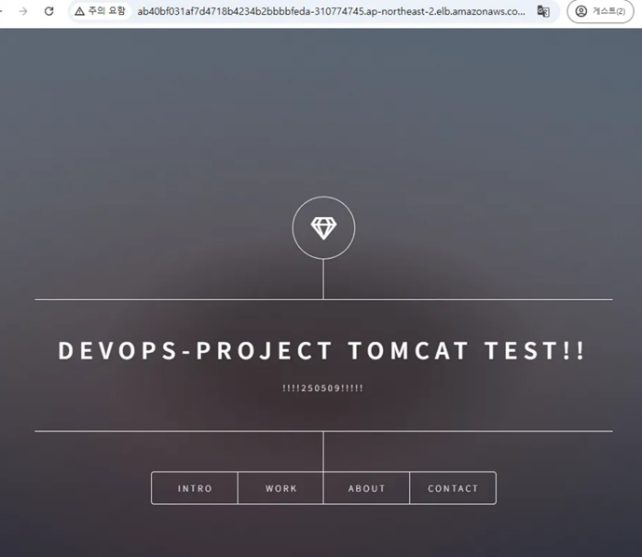 주의 요함 ab40bf031af7d4718b4234b2bbbbfeda-310774745.ap-northeast-2.elb.amazonaws.co... 게스트(2)
DEVOPS-PROJECT TOMCAT TEST!!
!!!!250509!!!!!
INTRO WORK ABOUT CONTACT